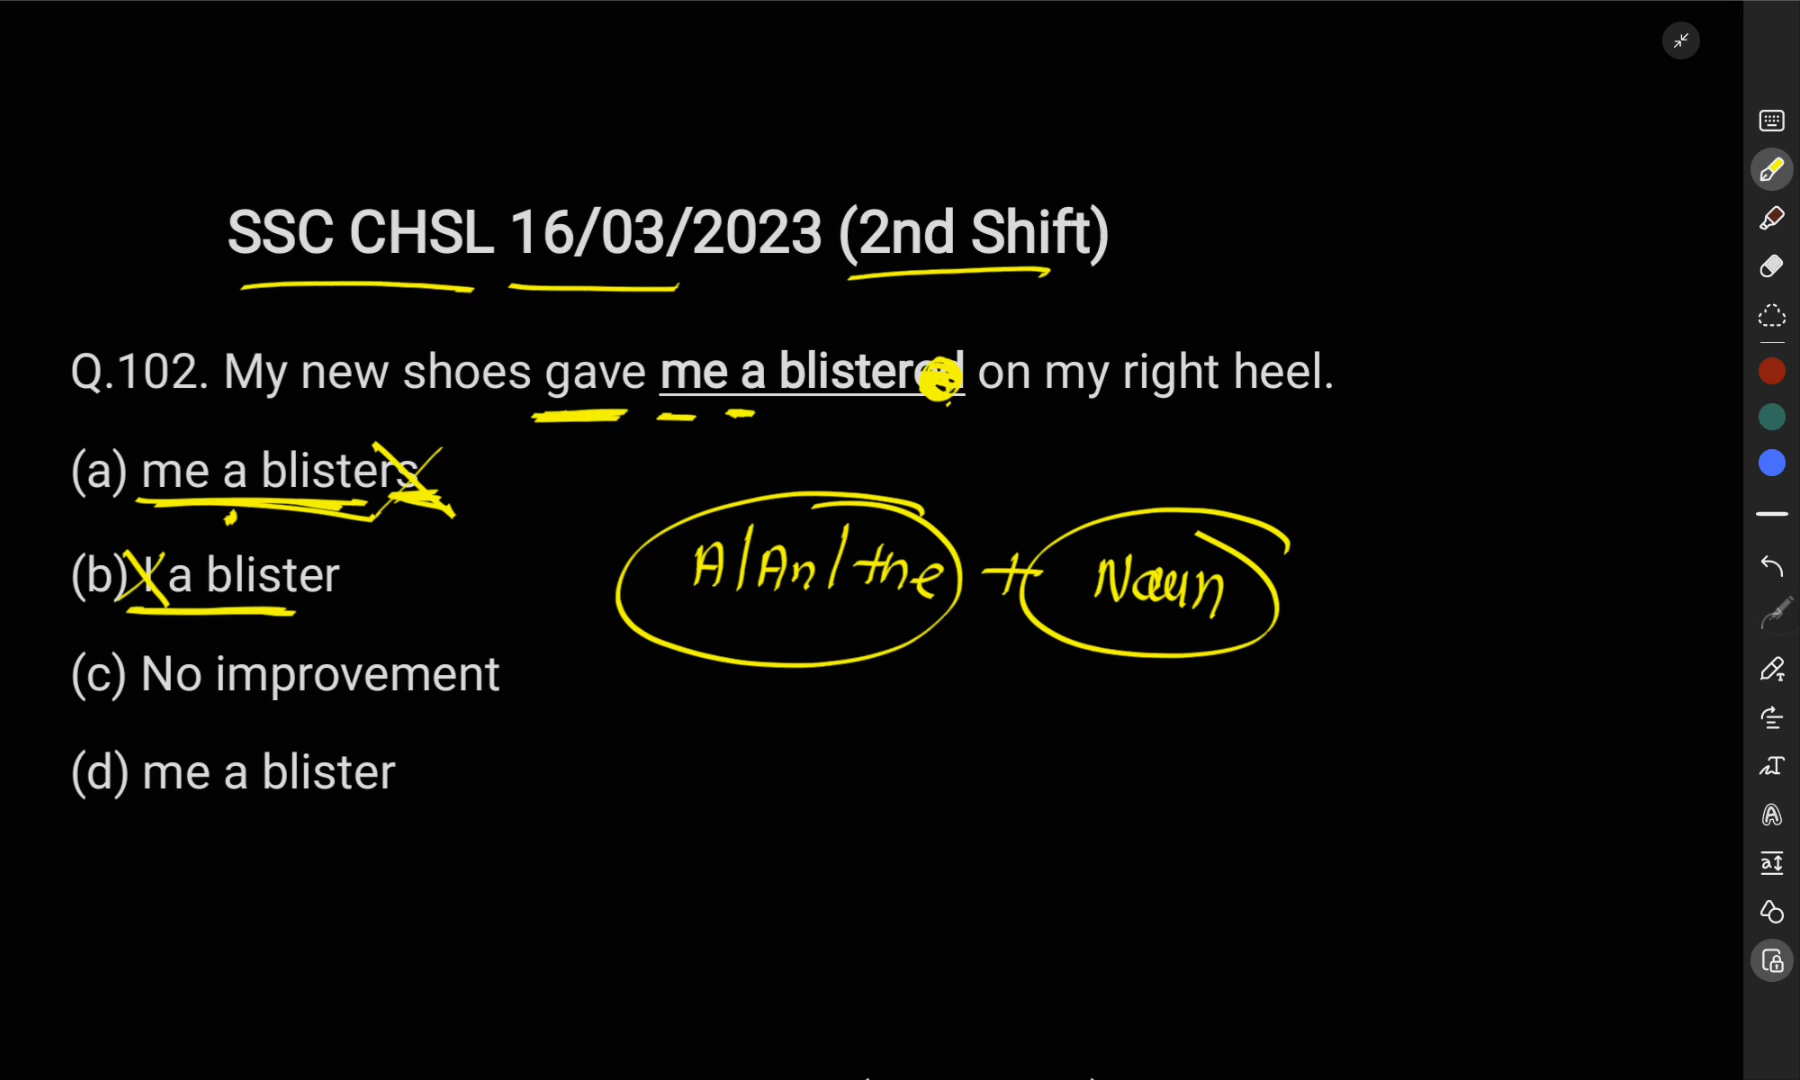 SSC CHSL 16/03/2023 (2nd Shift)
Q.102. My new shoes gave me a blistered on my right heel.
(a) me a blisters
A/An/the + Noun
(b) I a blister
(c) No improvement
(d) me a blister